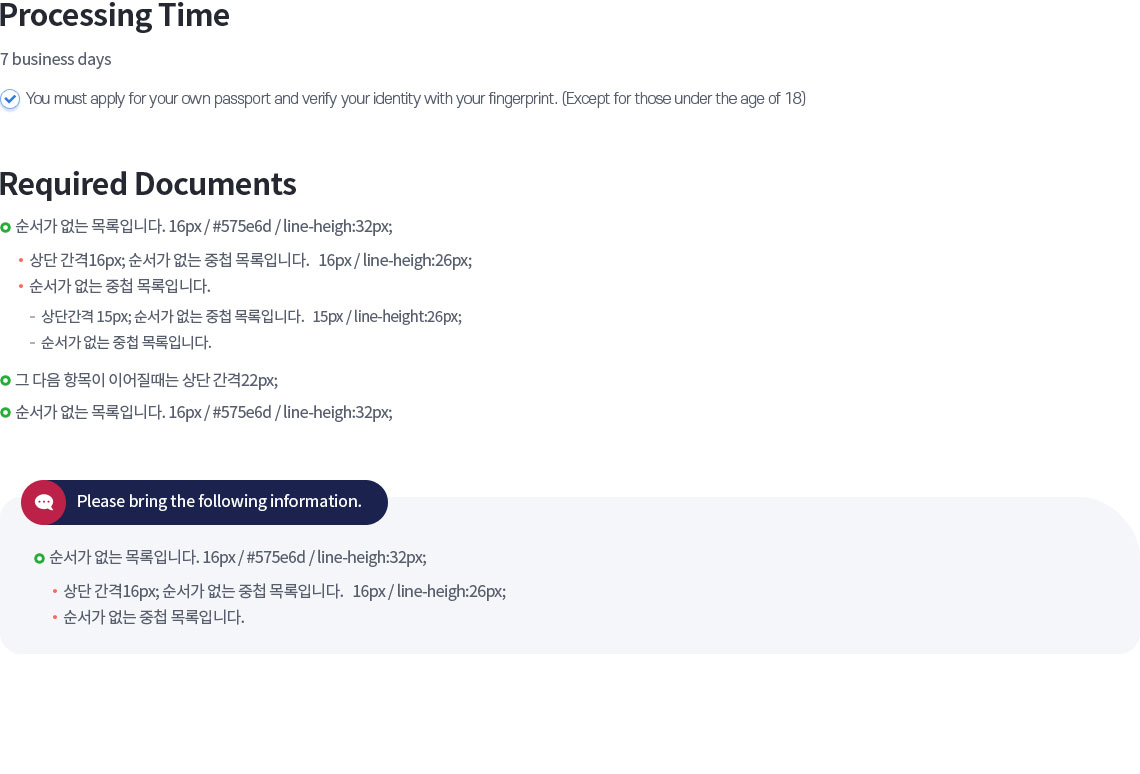 Processing Time
7 business days
You must apply for your own passport and verify your identity with your fingerprint. (Except for those under the age of 18)
Required Documents
순서가 없는 목록입니다. 16px / #575e6d / line-heigh:32px;
상단 간격16px; 순서가 없는 중첩 목록입니다. 16px / line-heigh:26px;
순서가 없는 중첩 목록입니다.
- 상단간격 15px; 순서가 없는 중첩 목록입니다. 15px / line-height:26px;
- 순서가 없는 중첩 목록입니다.
그 다음 항목이 이어질때는 상단 간격22px;
순서가 없는 목록입니다. 16px / #575e6d / line-heigh:32px;
Please bring the following information.
순서가 없는 목록입니다. 16px / #575e6d / line-heigh:32px;
상단 간격16px; 순서가 없는 중첩 목록입니다. 16px / line-heigh:26px;
순서가 없는 중첩 목록입니다.